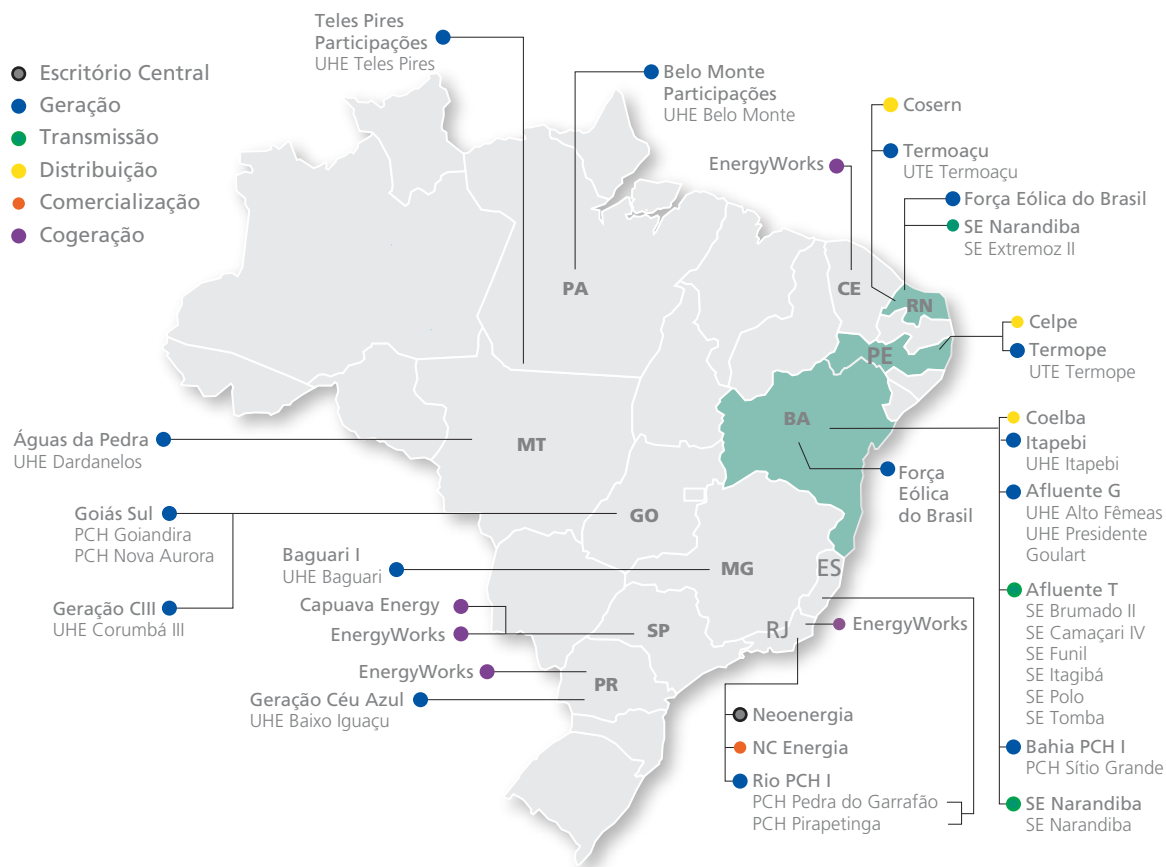 Teles Pires
Participações
UHE Teles Pires
Escritório Central
Geração
Transmissão
Distribuição
Comercialização
Cogeração
Belo Monte
Participações
UHE Belo Monte
EnergyWorks
Cosern
Termoaçu
UTE Termoaçu
Força Eólica do Brasil
SE Narandiba
SE Extremoz II
Celpe
Termope
UTE Termope
PA
CE
RN
PE
BA
MT
GO
MG
ES
SP
RJ
PR
Águas da Pedra
UHE Dardanelos
Goiás Sul
PCH Goiandira
PCH Nova Aurora
Geração CIII
UHE Corumbá III
Baguari I
UHE Baguari
Capuava Energy
EnergyWorks
EnergyWorks
Geração Céu Azul
UHE Baixo Iguaçu
Força
Eólica
do Brasil
EnergyWorks
Neoenergia
NC Energia
Rio PCH I
PCH Pedra do Garrafão
PCH Pirapetinga
Coelba
Itapebi
UHE Itapebi
Afluente G
UHE Alto Fêmeas
UHE Presidente
Goulart
Afluente T
SE Brumado II
SE Camaçari IV
SE Funil
SE Itagibá
SE Polo
SE Tomba
Bahia PCH I
PCH Sítio Grande
SE Narandiba
SE Narandiba